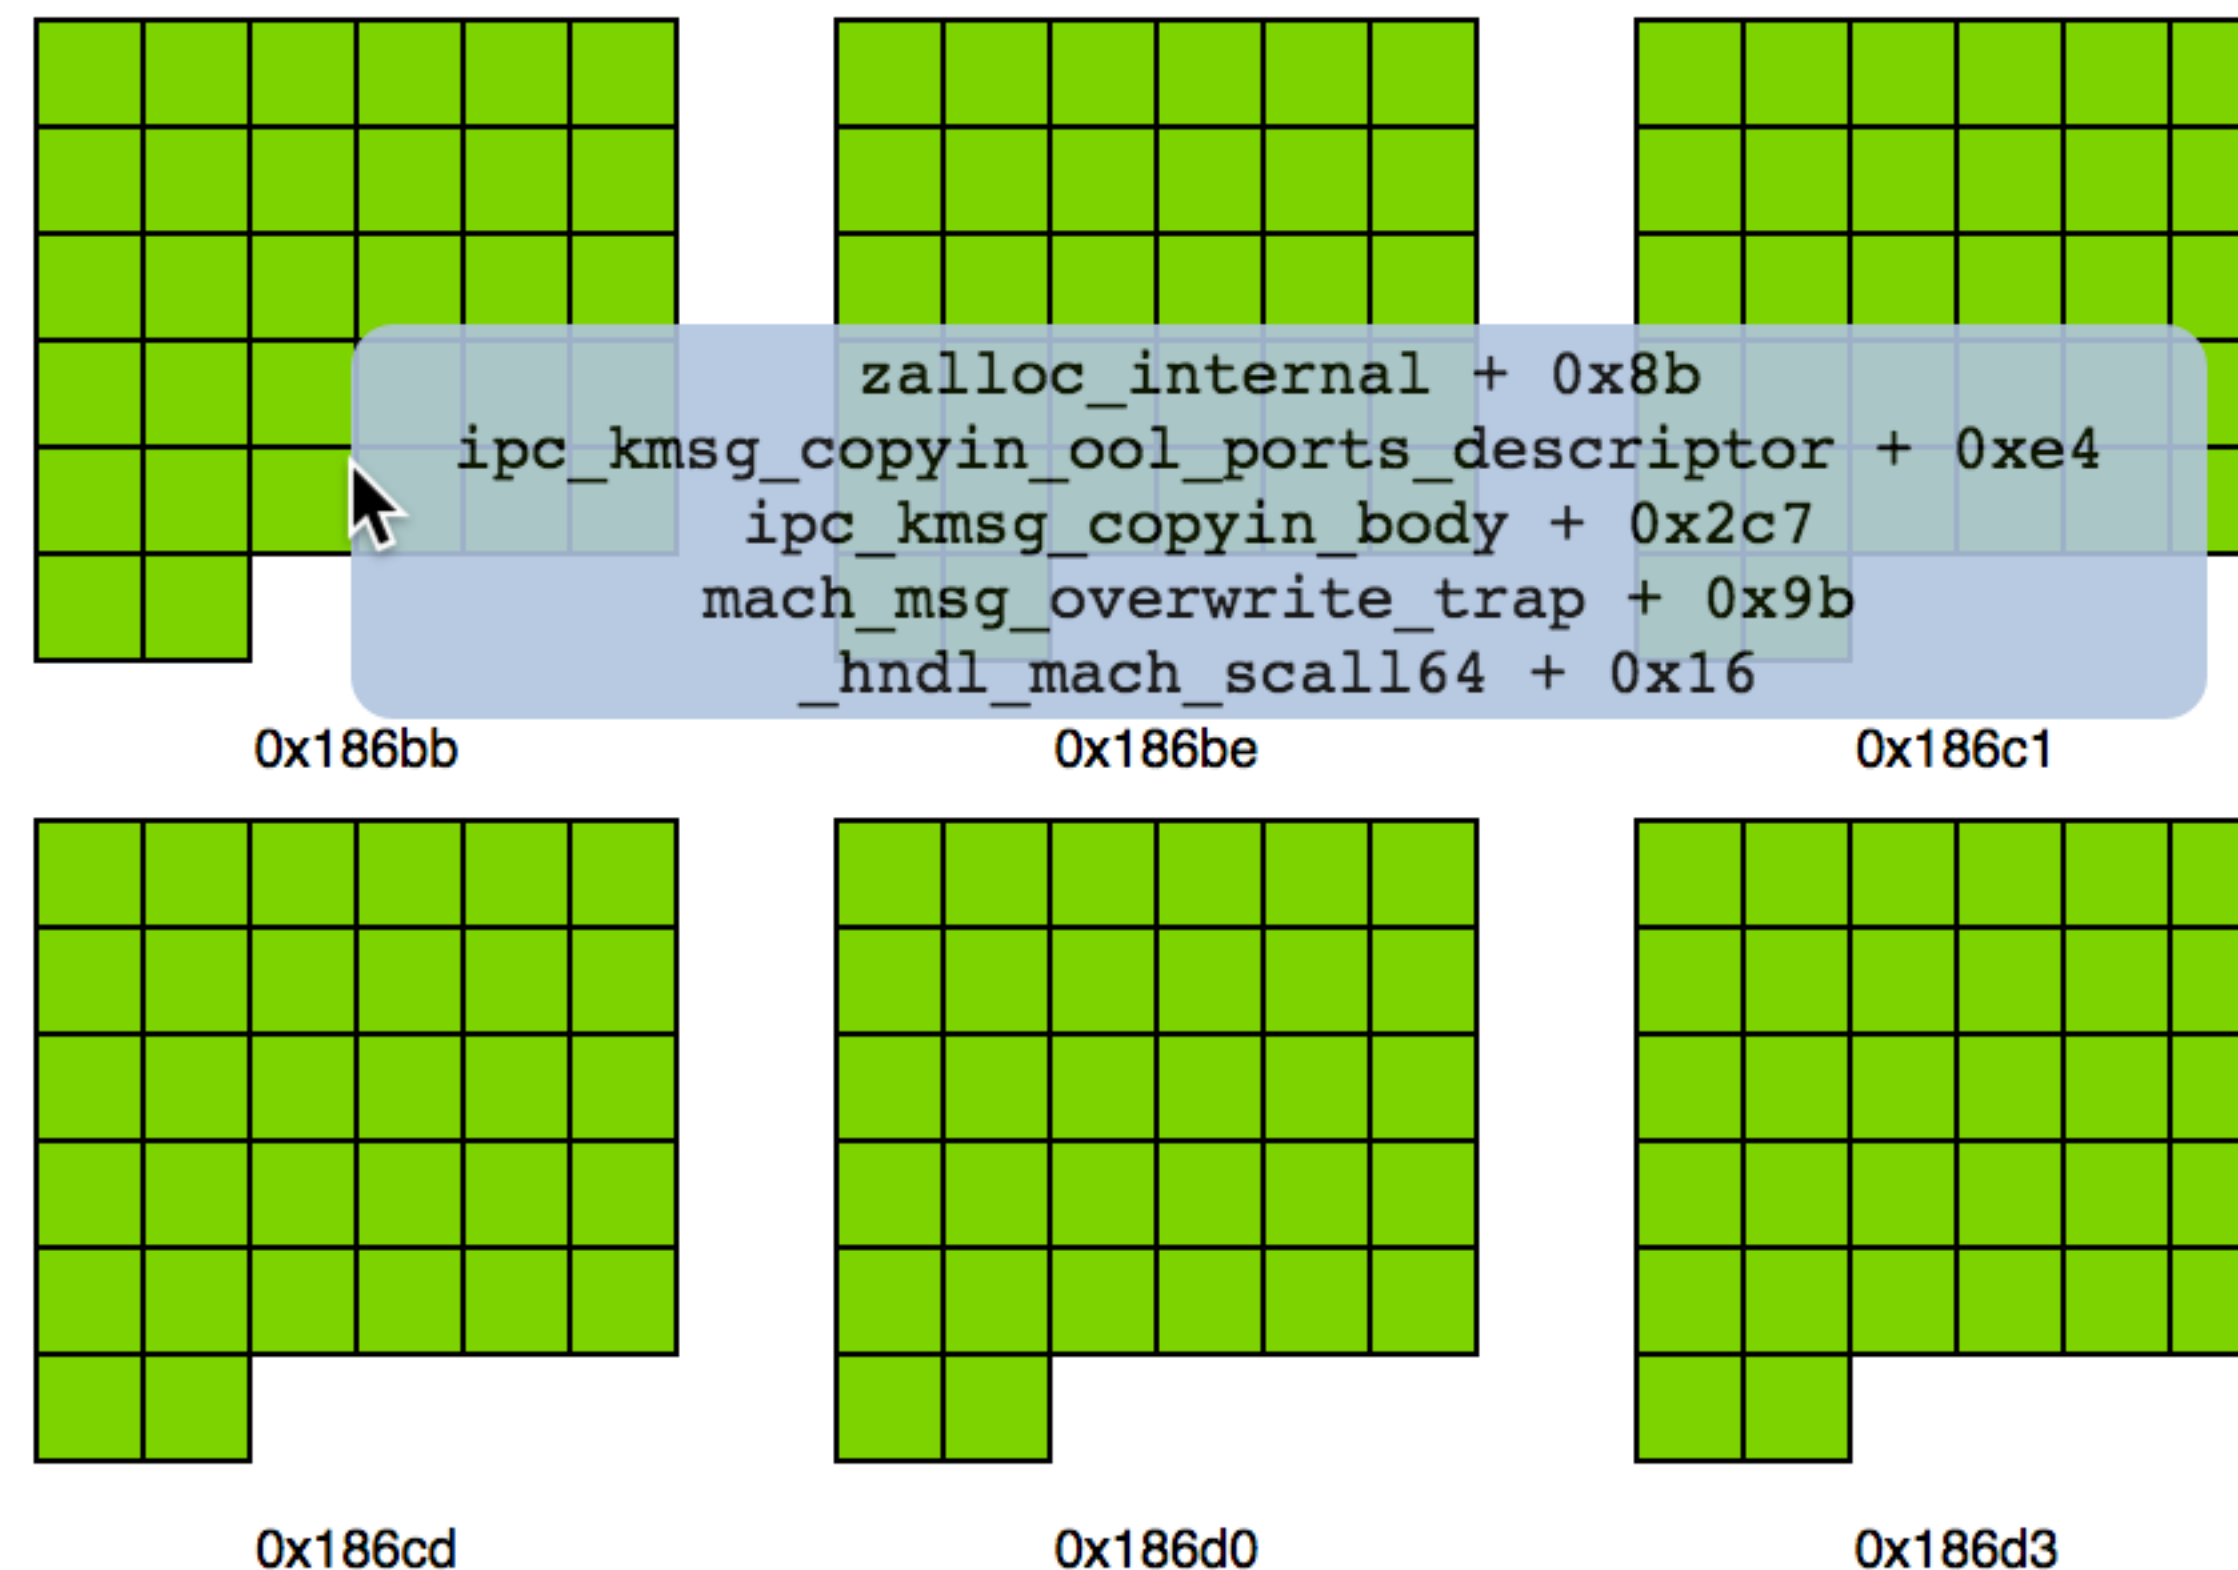 zalloc_internal + 0x8b
ipc_kmsg_copyin_ool_ports_descriptor + 0xe4
ipc_kmsg_copyin_body + 0x2c7
mach_msg_overwrite_trap + 0x9b
_hndl_mach_scall64 + 0x16
0x186bb 0x186be 0x186c1
0x186cd 0x186d0 0x186d3